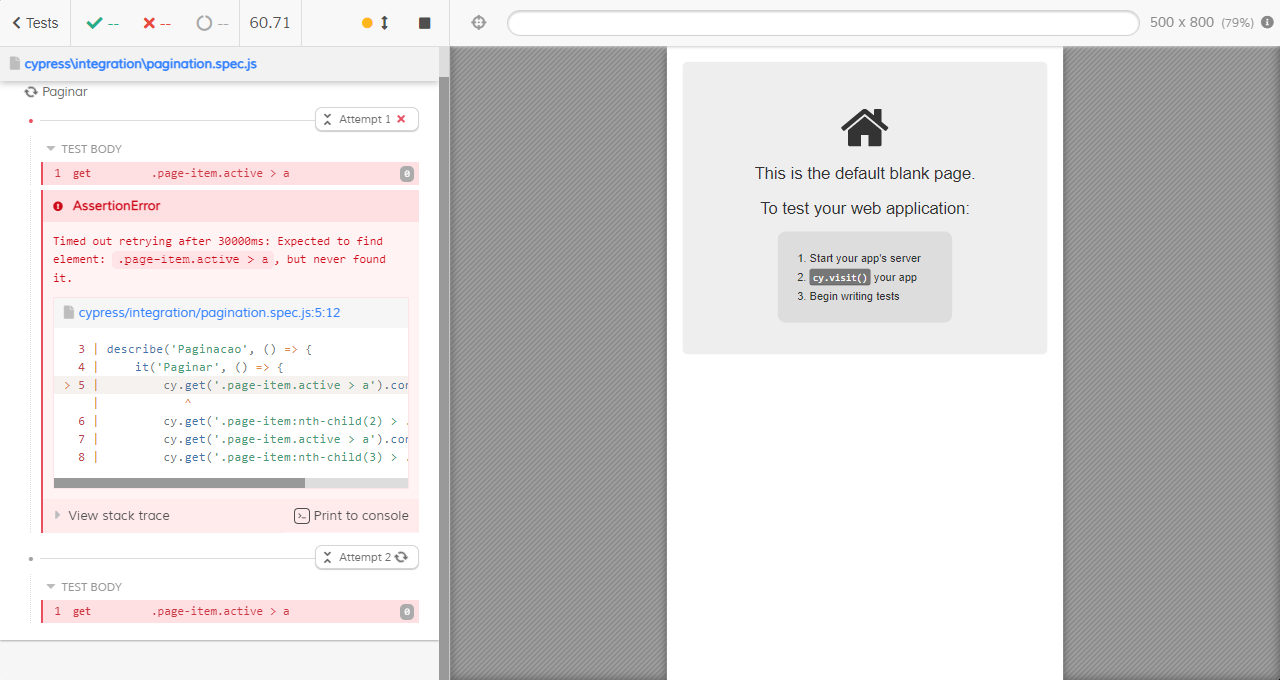 Tests
--
--
--
60.71
500 x 800 (79%)
cypress\integration\pagination.spec.js
Paginar
Attempt 1
TEST BODY
1 get .page-item.active > a 0
AssertionError
Timed out retrying after 30000ms: Expected to find
element: .page-item.active > a, but never found
it.
cypress/integration/pagination.spec.js:5:12
3 | describe('Paginacao', () => {
4 | it('Paginar', () => {
> 5 | cy.get('.page-item.active > a').con
| ^
6 | cy.get('.page-item:nth-child(2) > .
7 | cy.get('.page-item.active > a').con
8 | cy.get('.page-item:nth-child(3) > .
View stack trace
Print to console
Attempt 2
TEST BODY
1 get .page-item.active > a 0
This is the default blank page.
To test your web application:
1. Start your app's server
2. cy.visit() your app
3. Begin writing tests